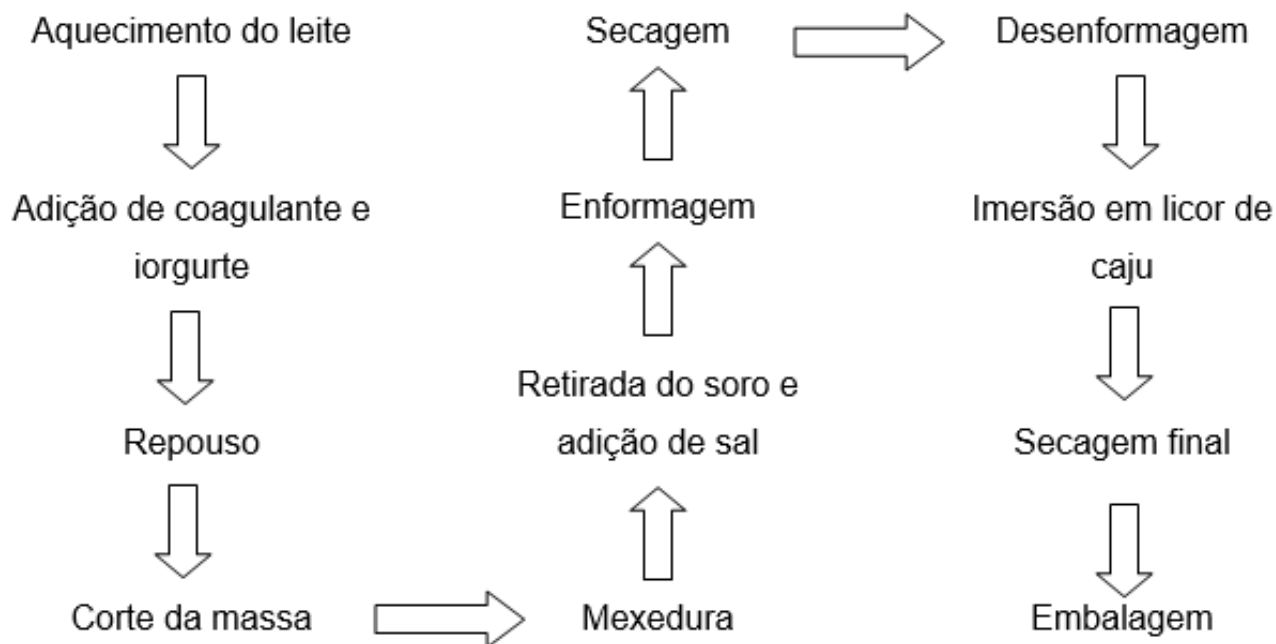 Aquecimento do leite
Adição de coagulante e
iorgurte
Repouso
Corte da massa
Mexedura
Retirada do soro e
adição de sal
Enformagem
Secagem
Desenformagem
Imersão em licor de
caju
Secagem final
Embalagem